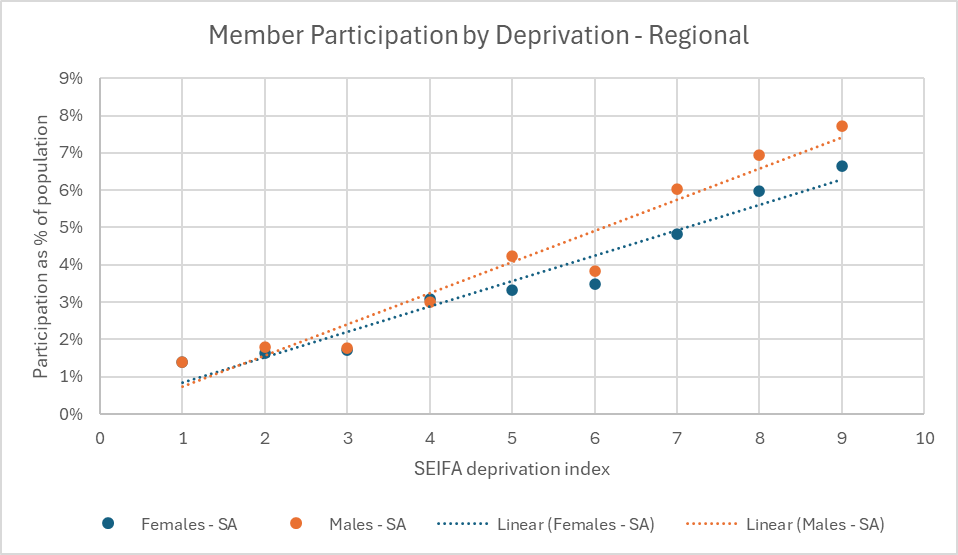 Member Participation by Deprivation - Regional
Participation as % of population
9%
8%
7%
6%
5%
4%
3%
2%
1%
0%
0 1 2 3 4 5 6 7 8 9 10
SEIFA deprivation index
Females - SA Males - SA Linear (Females - SA) Linear (Males - SA)